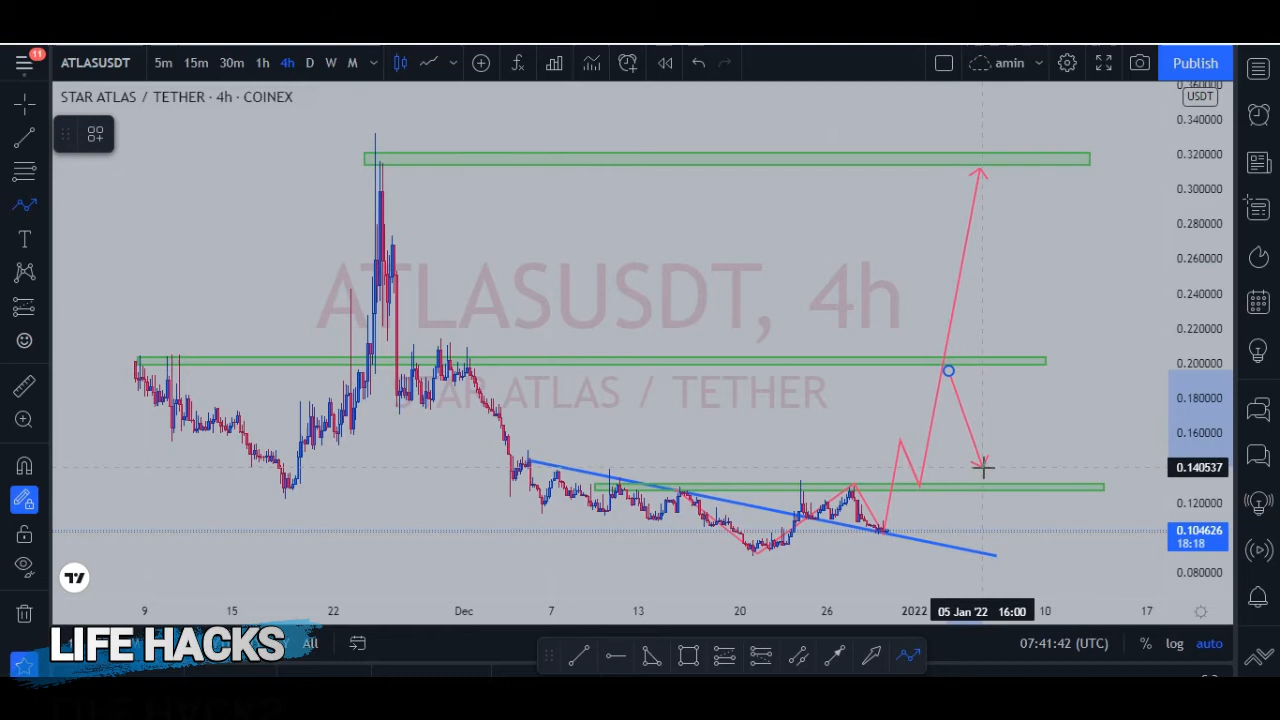 11
ATLASUSDT 5m 15m 30m 1h 4h D W M amin Publish
STAR ATLAS / TETHER · 4h · COINEX
USDT
0.340000
0.320000
0.300000
0.280000
0.260000
0.240000
0.220000
0.200000
0.180000
0.160000
0.140537
0.120000
0.104626
18:18
0.080000
ATLASUSDT, 4h
STAR ATLAS / TETHER
9 15 22 Dec 7 13 20 26 2022 05 Jan '22 16:00 10 17
All 07:41:42 (UTC) % log auto
LIFE HACKS